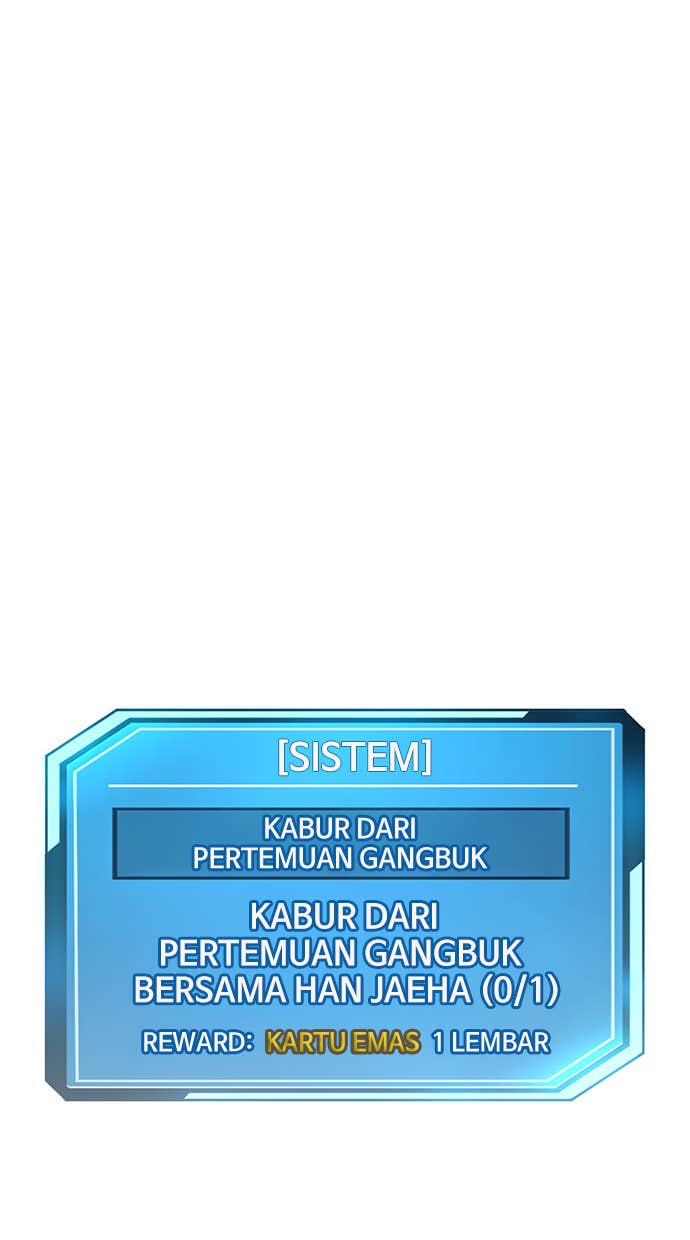 [SISTEM]
KABUR DARI
PERTEMUAN GANGBUK
KABUR DARI
PERTEMUAN GANGBUK
BERSAMA HAN JAEHA (0/1)
REWARD: KARTU EMAS 1 LEMBAR